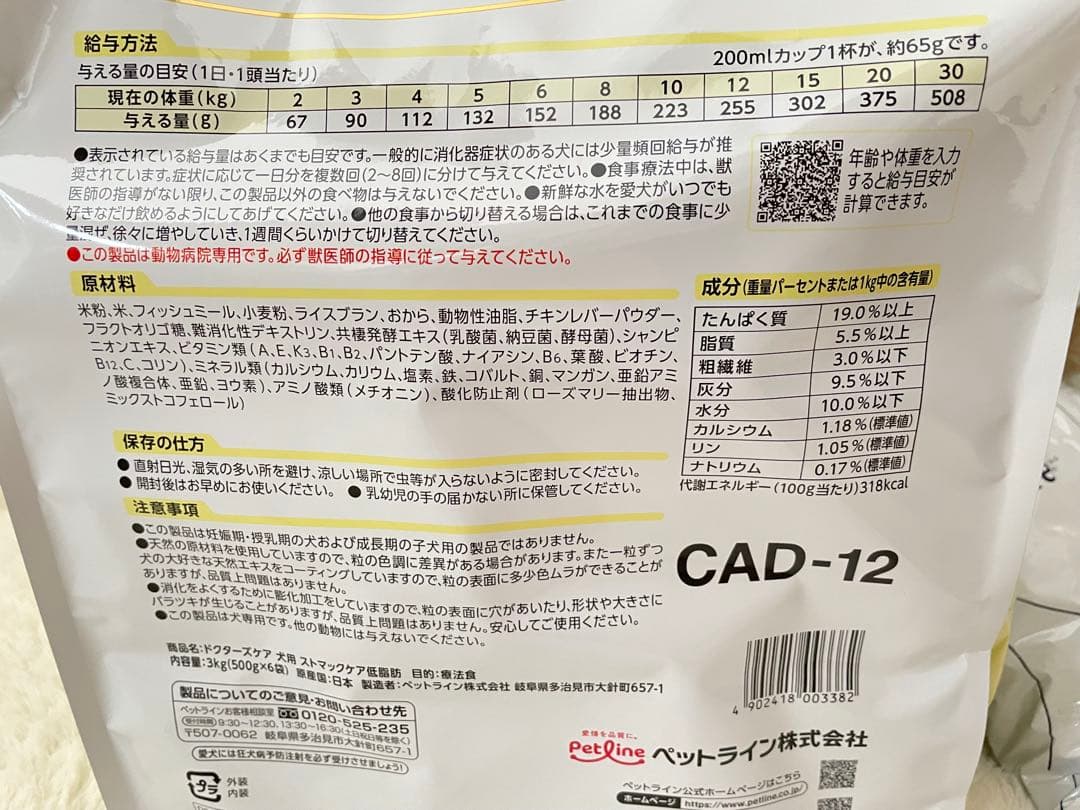 給与方法
200mlカップ1杯が、約65gです。
与える量の目安(1日・1頭当たり)
現在の体重(kg) 2 3 4 5 6 8 10 12 15 20 30
与える量(g) 67 90 112 132 152 188 223 255 302 375 508
●表示されている給与量はあくまでも目安です。一般的に消化器症状のある犬には少量頻回給与が推
奨されています。症状に応じて一日分を複数回(2〜8回)に分けて与えてください。●食事療法中は、獣
医師の指導がない限り、この製品以外の食べ物は与えないでください。●新鮮な水を愛犬がいつでも
好きなだけ飲めるようにしてあげてください。●他の食事から切り替える場合は、これまでの食事に少
量混ぜ、徐々に増やしていき、1週間くらいかけて切り替えてください。
●この製品は動物病院専用です。必ず獣医師の指導に従って与えてください。
年齢や体重を入力
すると給与目安が
計算できます。
原材料
米粉、米、フィッシュミール、小麦粉、ライスブラン、おから、動物性油脂、チキンレバーパウダー、
フラクトオリゴ糖、難消化性デキストリン、共棲発酵エキス(乳酸菌、納豆菌、酵母菌)、シャンピ
ニオンエキス、ビタミン類(A、E、K3、B1、B2、パントテン酸、ナイアシン、B6、葉酸、ビオチン、
B12、C、コリン)、ミネラル類(カルシウム、カリウム、塩素、鉄、コバルト、銅、マンガン、亜鉛アミ
ノ酸複合体、亜鉛、ヨウ素)、アミノ酸類(メチオニン)、酸化防止剤(ローズマリー抽出物、
ミックストコフェロール)
成分(重量パーセントまたは1kg中の含有量)
たんぱく質 19.0%以上
脂質 5.5%以上
粗繊維 3.0%以下
灰分 9.5%以下
水分 10.0%以下
カルシウム 1.18%(標準値)
リン 1.05%(標準値)
ナトリウム 0.17%(標準値)
代謝エネルギー(100g当たり)318kcal
保存の仕方
●直射日光、湿気の多い所を避け、涼しい場所で虫等が入らないように密封してください。
●開封後はお早めにお使いください。 ●乳幼児の手の届かない所に保管してください。
注意事項
●この製品は妊娠期・授乳期の犬および成長期の子犬用の製品ではありません。
●天然の原材料を使用していますので、粒の色調に差異がある場合があります。また一粒ずつ
犬の大好きな天然エキスをコーティングしていますので、粒の表面に多少色ムラができることが
ありますが、品質上問題はありません。
●消化をよくするために膨化加工をしていますので、粒の表面に穴があいたり、形状や大きさに
バラツキが生じることがありますが、品質上問題はありません。安心してご使用ください。
●この製品は犬専用です。他の動物には与えないでください。
CAD-12
商品名:ドクターズケア 犬用 ストマックケア低脂肪 目的:療法食
内容量:3kg(500g×6袋) 原産国:日本 製造者:ペットライン株式会社 岐阜県多治見市大針町657-1
製品についてのご意見・お問い合わせ先
ペットラインお客様相談室 0120-525-235
受付時間 9:30〜12:30、13:30〜16:30(土日祝日等を除く)
〒507-0062 岐阜県多治見市大針町657-1
愛犬には狂犬病予防注射を必ず受けさせましょう!
プラ
外装
内装
4 902418 003382
愛情を品質に。
Petline ペットライン株式会社
ペットライン公式ホームページはこちら
ホームページ https://www.petline.co.jp/